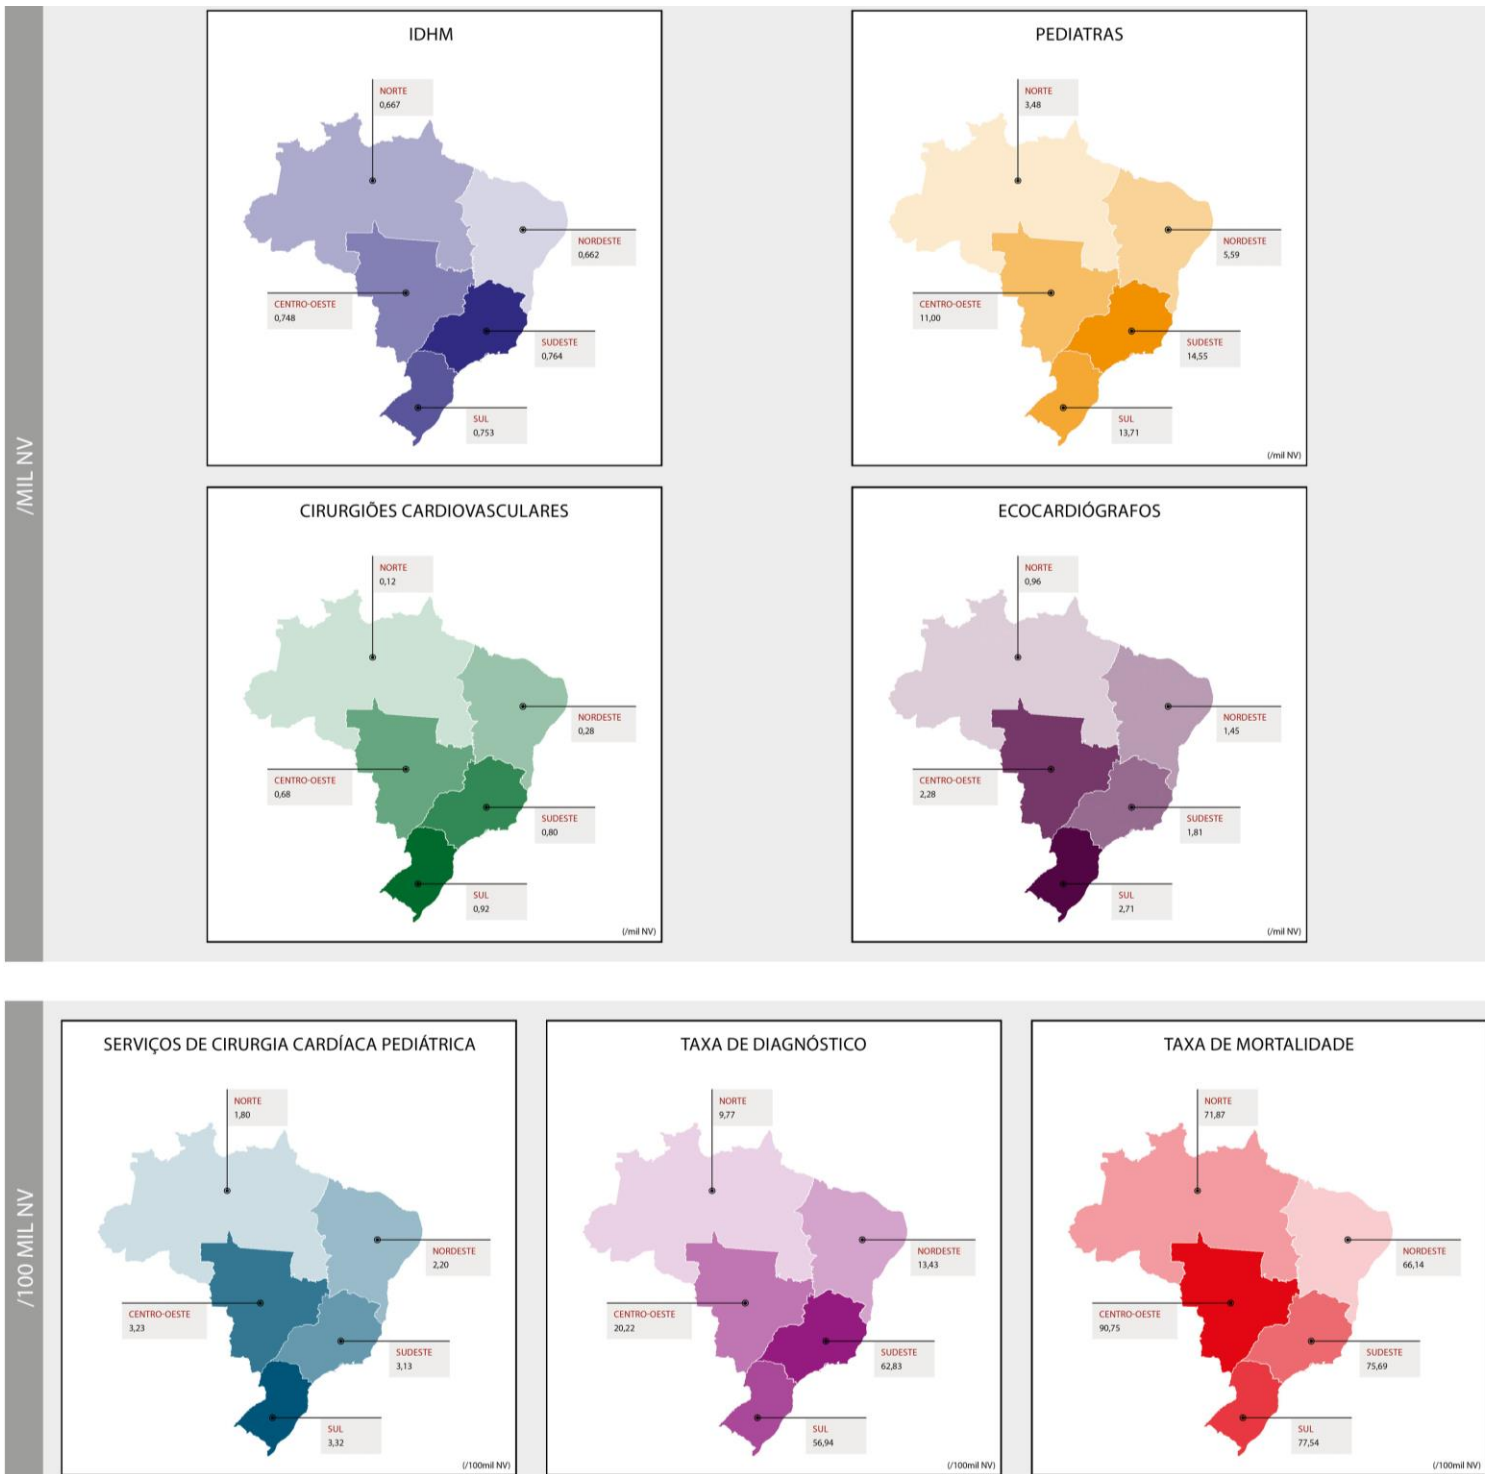 /MIL NV
IDHM
NORTE
0,667
NORDESTE
0,662
CENTRO-OESTE
0,748
SUDESTE
0,764
SUL
0,753
PEDIATRAS
NORTE
3,48
NORDESTE
5,59
CENTRO-OESTE
11,00
SUDESTE
14,55
SUL
13,71
(/mil NV)
CIRURGIÕES CARDIOVASCULARES
NORTE
0,12
NORDESTE
0,28
CENTRO-OESTE
0,68
SUDESTE
0,80
SUL
0,92
(/mil NV)
ECOCARDIÓGRAFOS
NORTE
0,96
NORDESTE
1,45
CENTRO-OESTE
2,28
SUDESTE
1,81
SUL
2,71
(/mil NV)
/100 MIL NV
SERVIÇOS DE CIRURGIA CARDÍACA PEDIÁTRICA
NORTE
1,80
NORDESTE
2,20
CENTRO-OESTE
3,23
SUDESTE
3,13
SUL
3,32
(/100mil NV)
TAXA DE DIAGNÓSTICO
NORTE
9,77
NORDESTE
13,43
CENTRO-OESTE
20,22
SUDESTE
62,83
SUL
56,94
(/100mil NV)
TAXA DE MORTALIDADE
NORTE
71,87
NORDESTE
66,14
CENTRO-OESTE
90,75
SUDESTE
75,69
SUL
77,54
(/100mil NV)